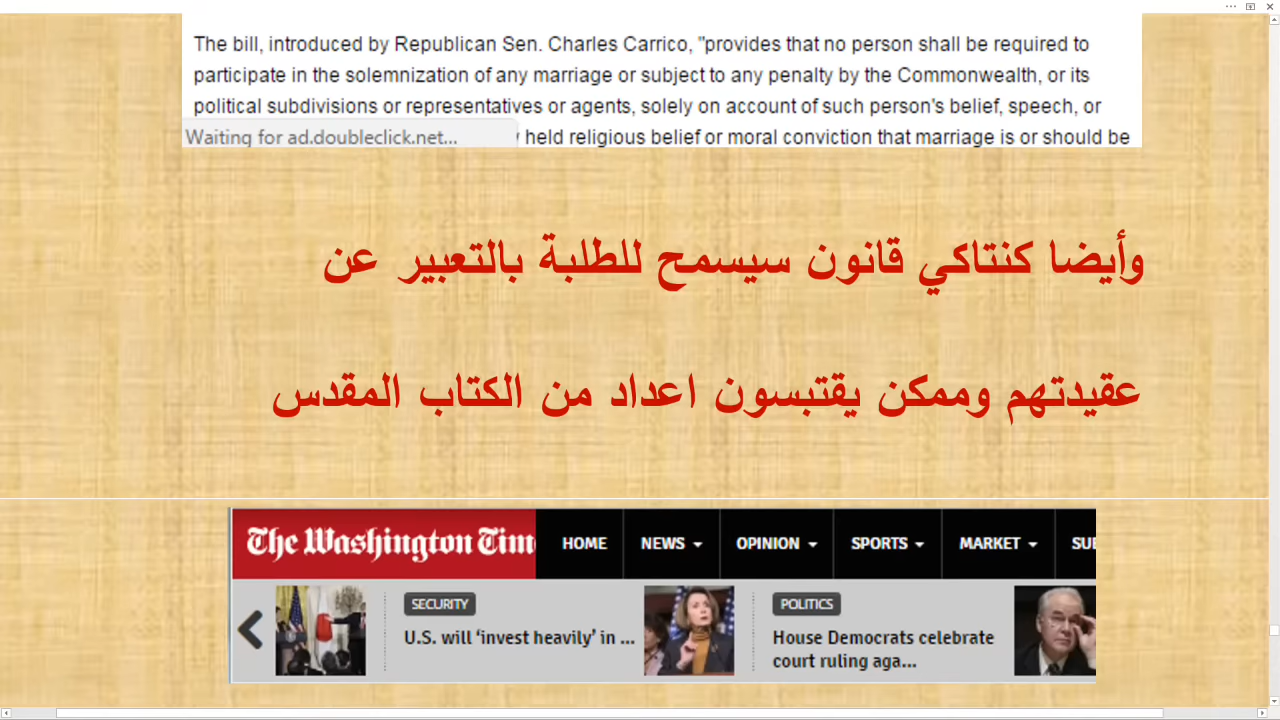 The bill, introduced by Republican Sen. Charles Carrico, "provides that no person shall be required to
participate in the solemnization of any marriage or subject to any penalty by the Commonwealth, or its
political subdivisions or representatives or agents, solely on account of such person's belief, speech, or
Waiting for ad.doubleclick.net... held religious belief or moral conviction that marriage is or should be
وأيضا كنتاكي قانون سيسمح للطلبة بالتعبير عن
عقيدتهم وممكن يقتبسون اعداد من الكتاب المقدس
The Washington Tim HOME NEWS OPINION SPORTS MARKET SU
SECURITY
U.S. will ‘invest heavily’ in ...
POLITICS
House Democrats celebrate
court ruling aga...